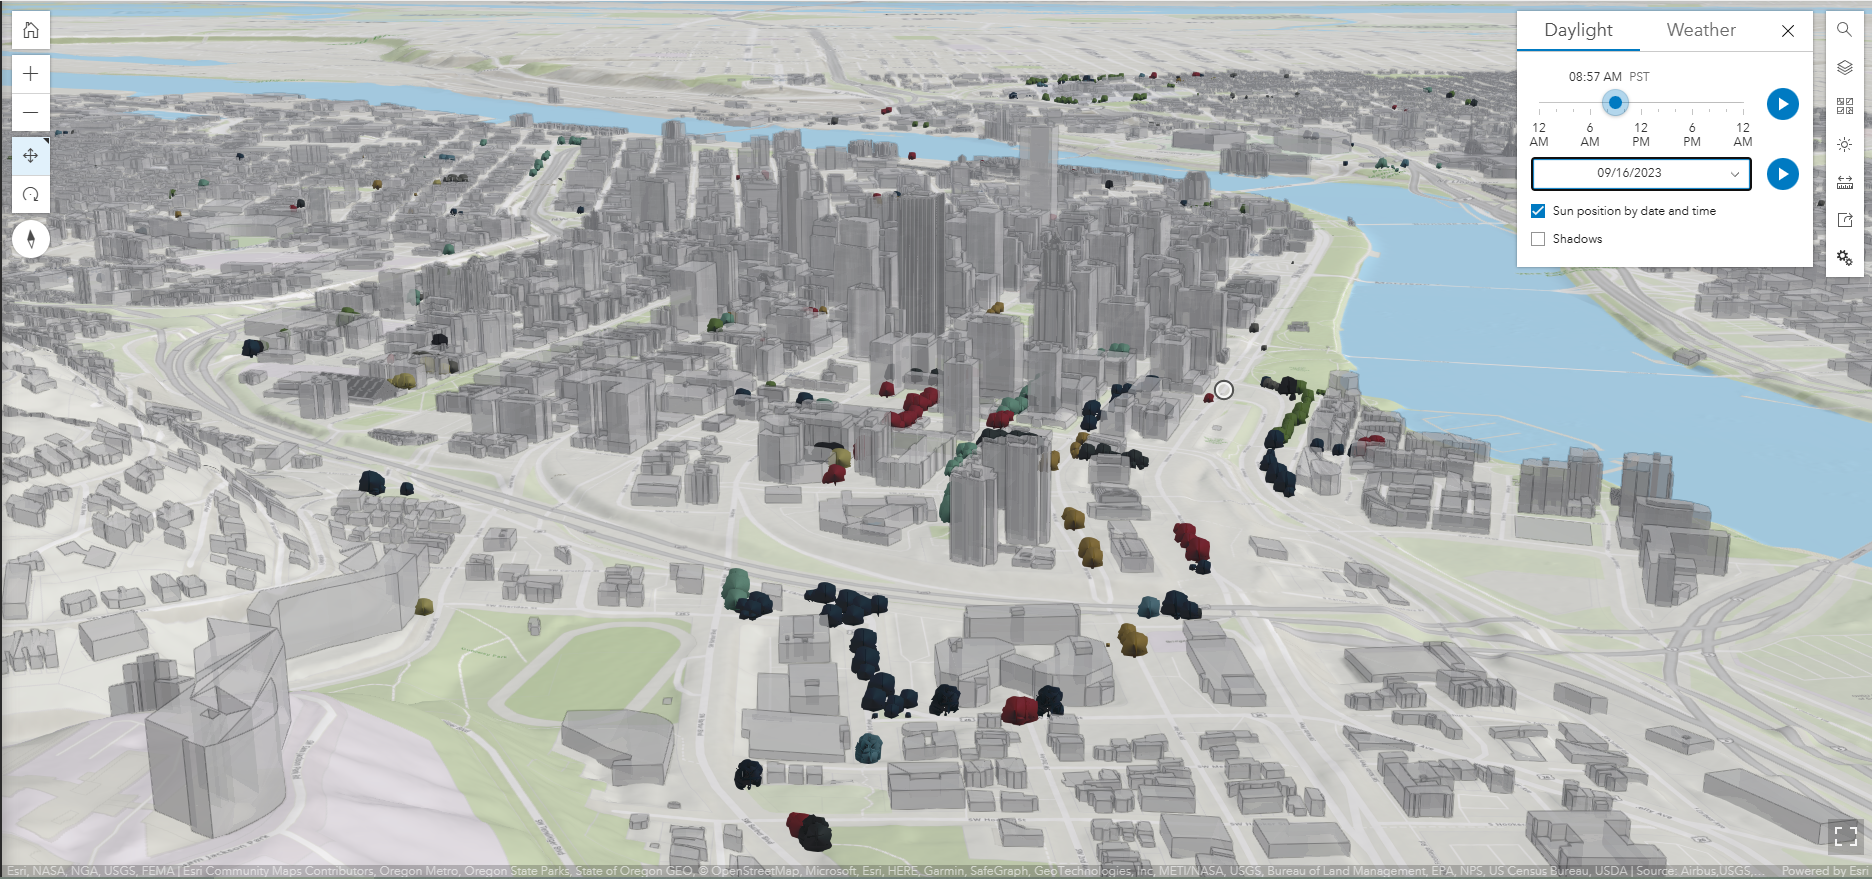 Daylight Weather
08:57 AM PST
12 AM 6 AM 12 PM 6 PM 12 AM
09/16/2023
Sun position by date and time
Shadows
Esri, NASA, NGA, USGS, FEMA | Esri Community Maps Contributors, Oregon Metro, Oregon State Parks, State of Oregon GEO, © OpenStreetMap, Microsoft, Esri, HERE, Garmin, SafeGraph, GeoTechnologies, Inc, METI/NASA, USGS, Bureau of Land Management, EPA, NPS, US Census Bureau, USDA | Source: Airbus,USGS,... Powered by Esri